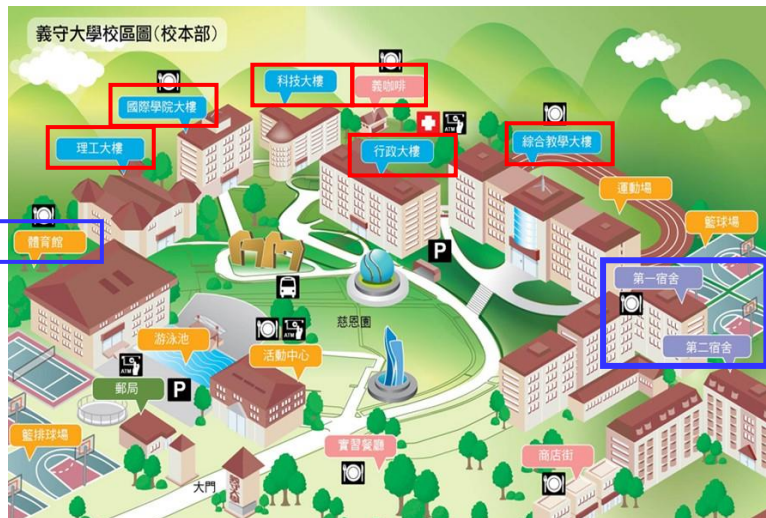 義守大學校區圖(校本部)
科技大樓
義咖啡
國際學院大樓
理工大樓
行政大樓
ATM
綜合教學大樓
運動場
籃球場
體育館
P
第一宿舍
慈恩園
游泳池
ATM
活動中心
第二宿舍
ATM
郵局
P
籃排球場
實習餐廳
商店街
大門